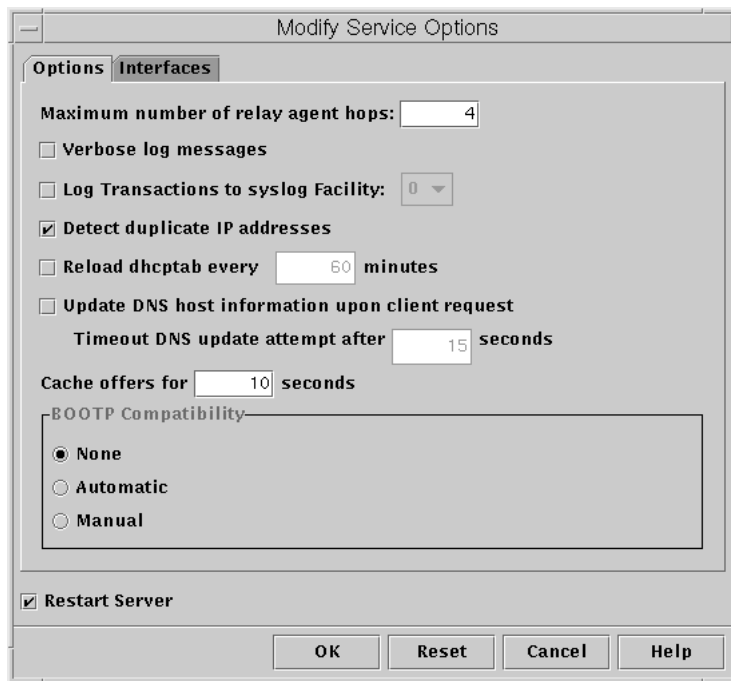 Modify Service Options
Options Interfaces
Maximum number of relay agent hops: 4
Verbose log messages
Log Transactions to syslog Facility: 0
Detect duplicate IP addresses
Reload dhcptab every 60 minutes
Update DNS host information upon client request
Timeout DNS update attempt after 15 seconds
Cache offers for 10 seconds
BOOTP Compatibility
None
Automatic
Manual
Restart Server
OK Reset Cancel Help